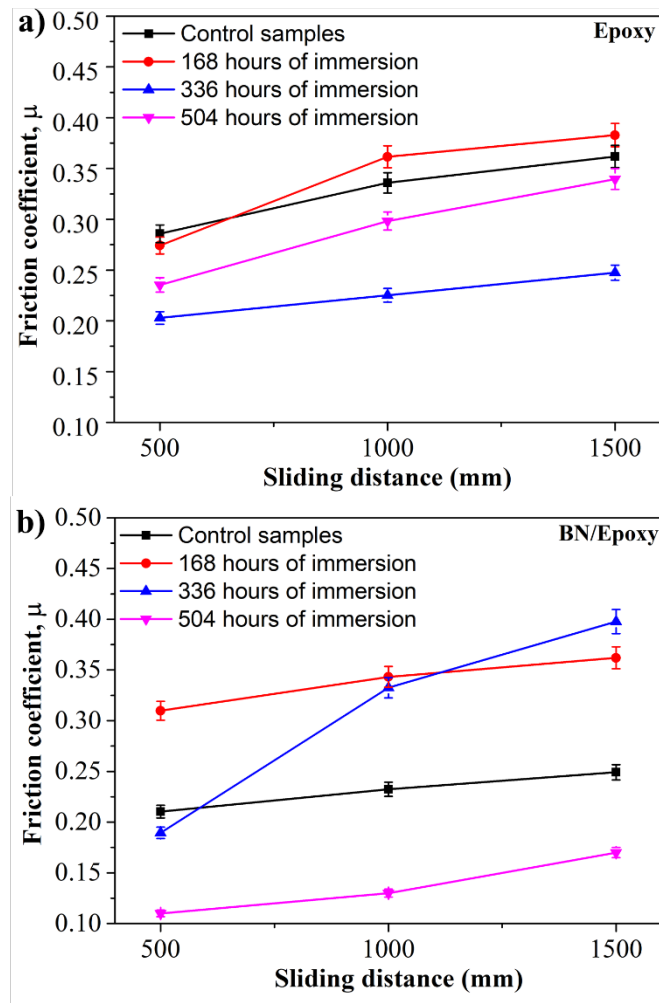 a)
Epoxy
Control samples
168 hours of immersion
336 hours of immersion
504 hours of immersion
Friction coefficient, μ
0.50
0.45
0.40
0.35
0.30
0.25
0.20
0.15
0.10
500 1000 1500
Sliding distance (mm)
b)
BN/Epoxy
Control samples
168 hours of immersion
336 hours of immersion
504 hours of immersion
Friction coefficient, μ
0.50
0.45
0.40
0.35
0.30
0.25
0.20
0.15
0.10
500 1000 1500
Sliding distance (mm)